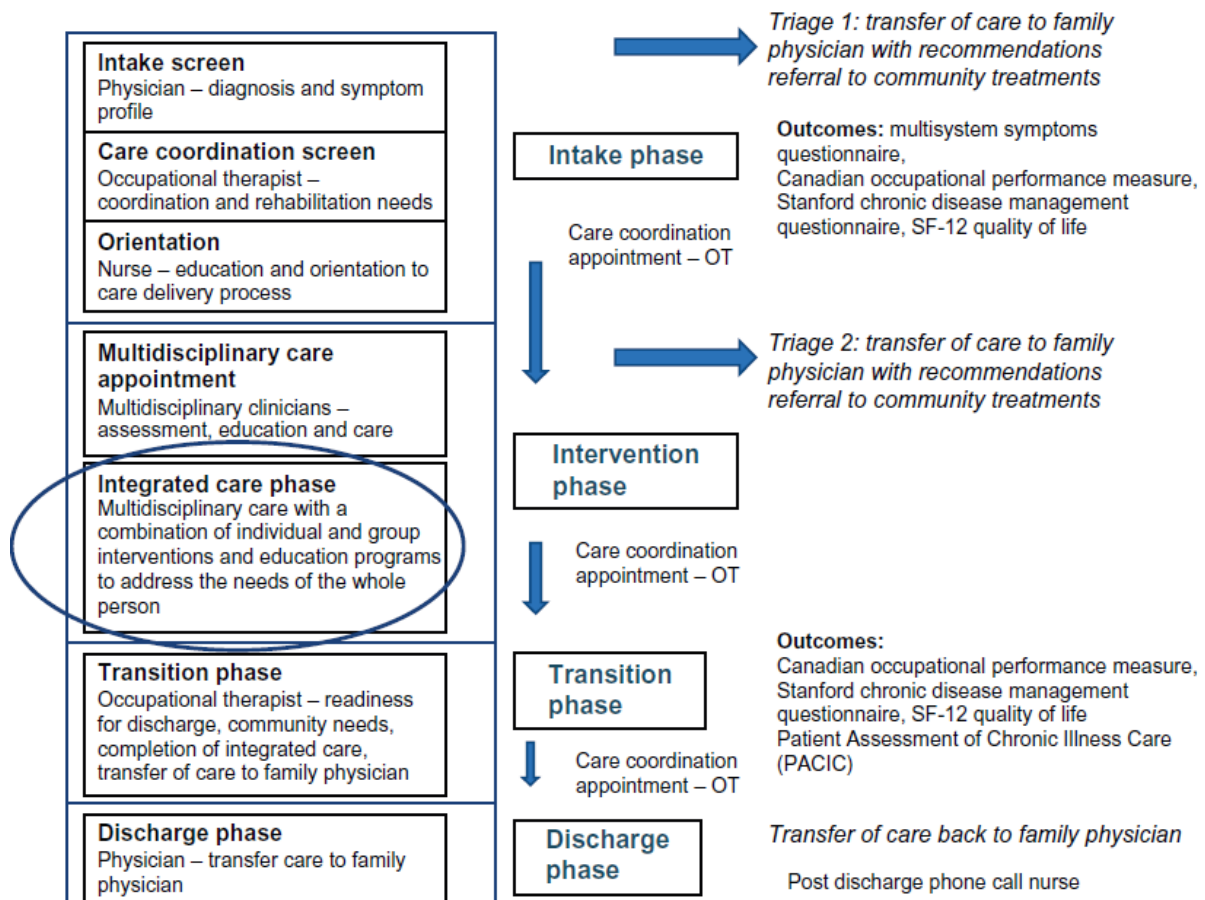 Intake screen
Physician – diagnosis and symptom
profile
Care coordination screen
Occupational therapist –
coordination and rehabilitation needs
Orientation
Nurse – education and orientation to
care delivery process
Multidisciplinary care
appointment
Multidisciplinary clinicians –
assessment, education and care
Integrated care phase
Multidisciplinary care with a
combination of individual and group
interventions and education programs
to address the needs of the whole
person
Transition phase
Occupational therapist – readiness
for discharge, community needs,
completion of integrated care,
transfer of care to family physician
Discharge phase
Physician – transfer care to family
physician
Intake phase
Care coordination
appointment – OT
Intervention
phase
Care coordination
appointment – OT
Transition
phase
Care coordination
appointment – OT
Discharge
phase
Triage 1: transfer of care to family
physician with recommendations
referral to community treatments
Outcomes: multisystem symptoms
questionnaire,
Canadian occupational performance measure,
Stanford chronic disease management
questionnaire, SF-12 quality of life
Triage 2: transfer of care to family
physician with recommendations
referral to community treatments
Outcomes:
Canadian occupational performance measure,
Stanford chronic disease management
questionnaire, SF-12 quality of life
Patient Assessment of Chronic Illness Care
(PACIC)
Transfer of care back to family physician
Post discharge phone call nurse